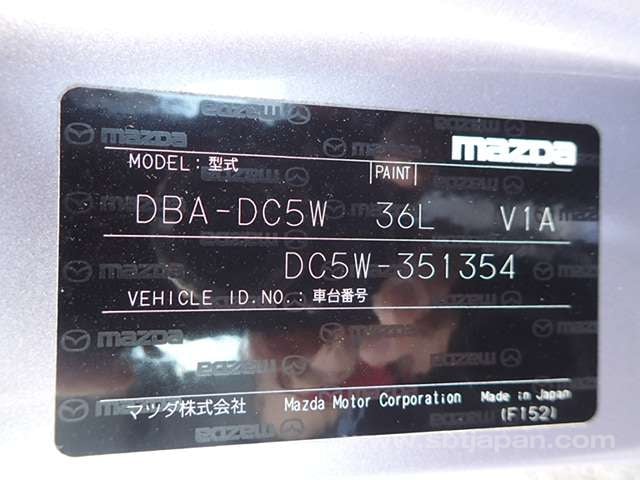 mazda
MODEL: 型式 PAINT
DBA-DC5W 36L V1A
DC5W-351354
VEHICLE ID.NO.: 車台番号
マツダ株式会社 Mazda Motor Corporation Made in Japan
(F152)
www.sbtjapan.com